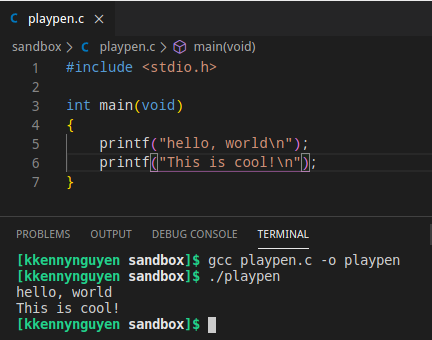 C playpen.c ×
sandbox > C playpen.c > main(void)
1 #include <stdio.h>
2
3 int main(void)
4 {
5     printf("hello, world\n");
6     printf("This is cool!\n");
7 }
PROBLEMS OUTPUT DEBUG CONSOLE TERMINAL
[kkennynguyen sandbox]$ gcc playpen.c -o playpen
[kkennynguyen sandbox]$ ./playpen
hello, world
This is cool!
[kkennynguyen sandbox]$